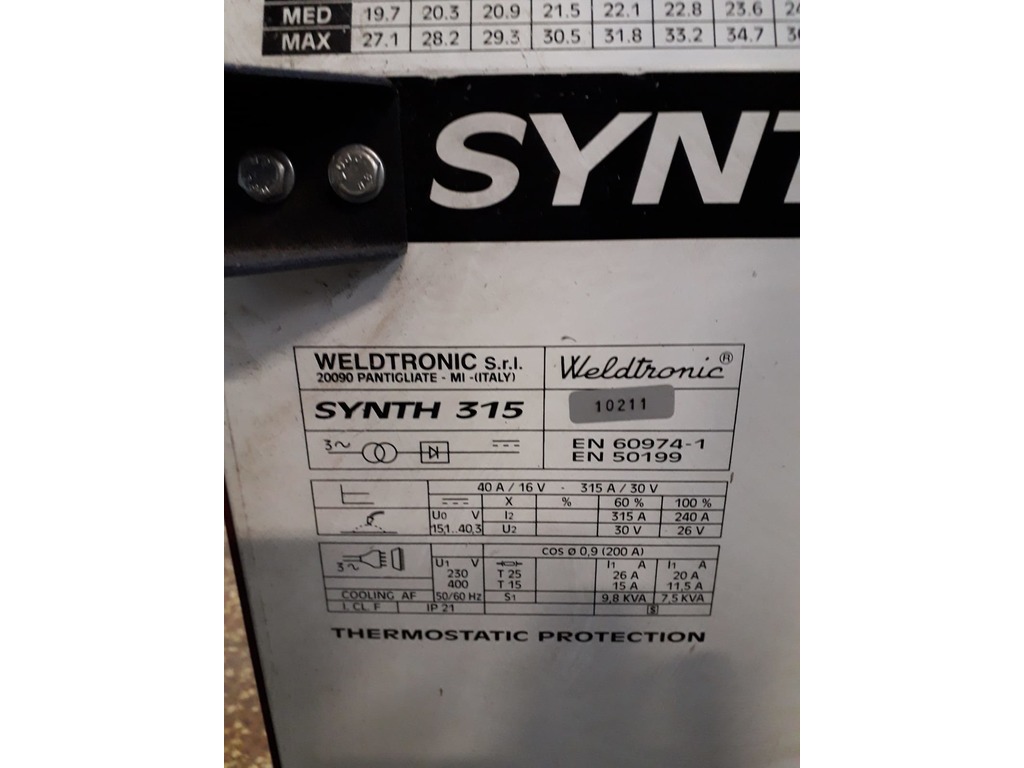 MED 19.7 20.3 20.9 21.5 22.1 22.8 23.6
MAX 27.1 28.2 29.3 30.5 31.8 33.2 34.7
SYNT
WELDTRONIC S.r.l.
20090 PANTIGLIATE - MI -(ITALY)
Weldtronic®
SYNTH 315
10211
3~
EN 60974-1
EN 50199
40 A / 16 V - 315 A / 30 V
X % 60 % 100 %
U0 V I2 315 A 240 A
15,1...40,3 U2 30 V 26 V
COS ø 0,9 (200 A)
3~ U1 V I1 A I1 A
230 T 25 26 A 20 A
400 T 15 15 A 11,5 A
COOLING AF 50/60 Hz S1 9,8 KVA 7,5 KVA
I. CL. F IP 21 S
THERMOSTATIC PROTECTION